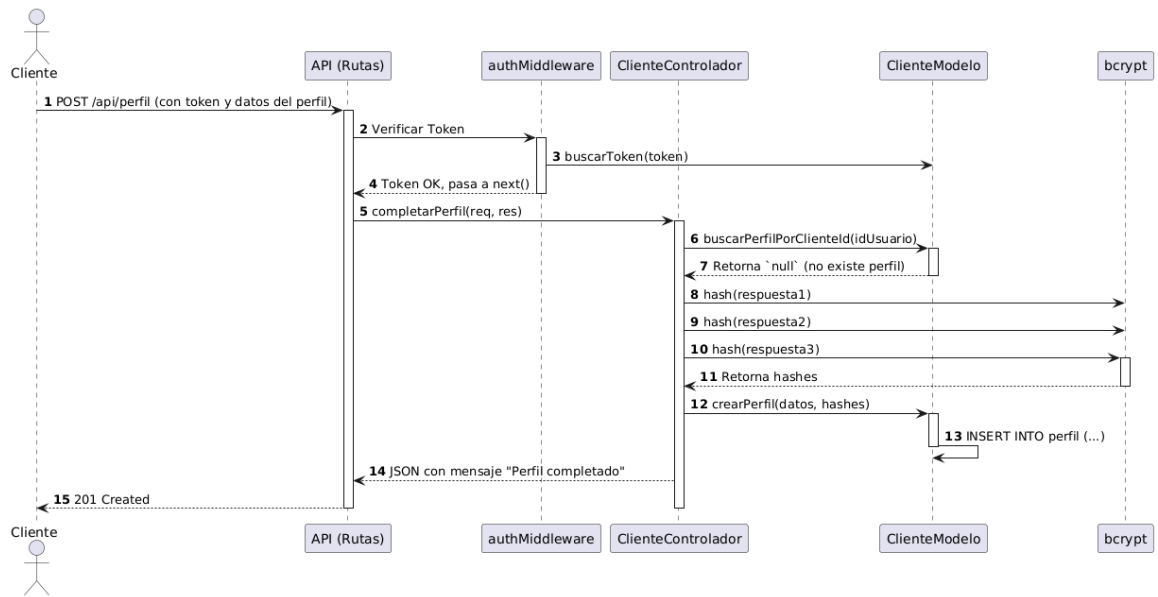 Cliente
API (Rutas)
authMiddleware
ClienteControlador
ClienteModelo
bcrypt
1 POST /api/perfil (con token y datos del perfil)
2 Verificar Token
3 buscarToken(token)
4 Token OK, pasa a next()
5 completarPerfil(req, res)
6 buscarPerfilPorClienteId(idUsuario)
7 Retorna `null` (no existe perfil)
8 hash(respuesta1)
9 hash(respuesta2)
10 hash(respuesta3)
11 Retorna hashes
12 crearPerfil(datos, hashes)
13 INSERT INTO perfil (...)
14 JSON con mensaje "Perfil completado"
15 201 Created
Cliente
API (Rutas)
authMiddleware
ClienteControlador
ClienteModelo
bcrypt